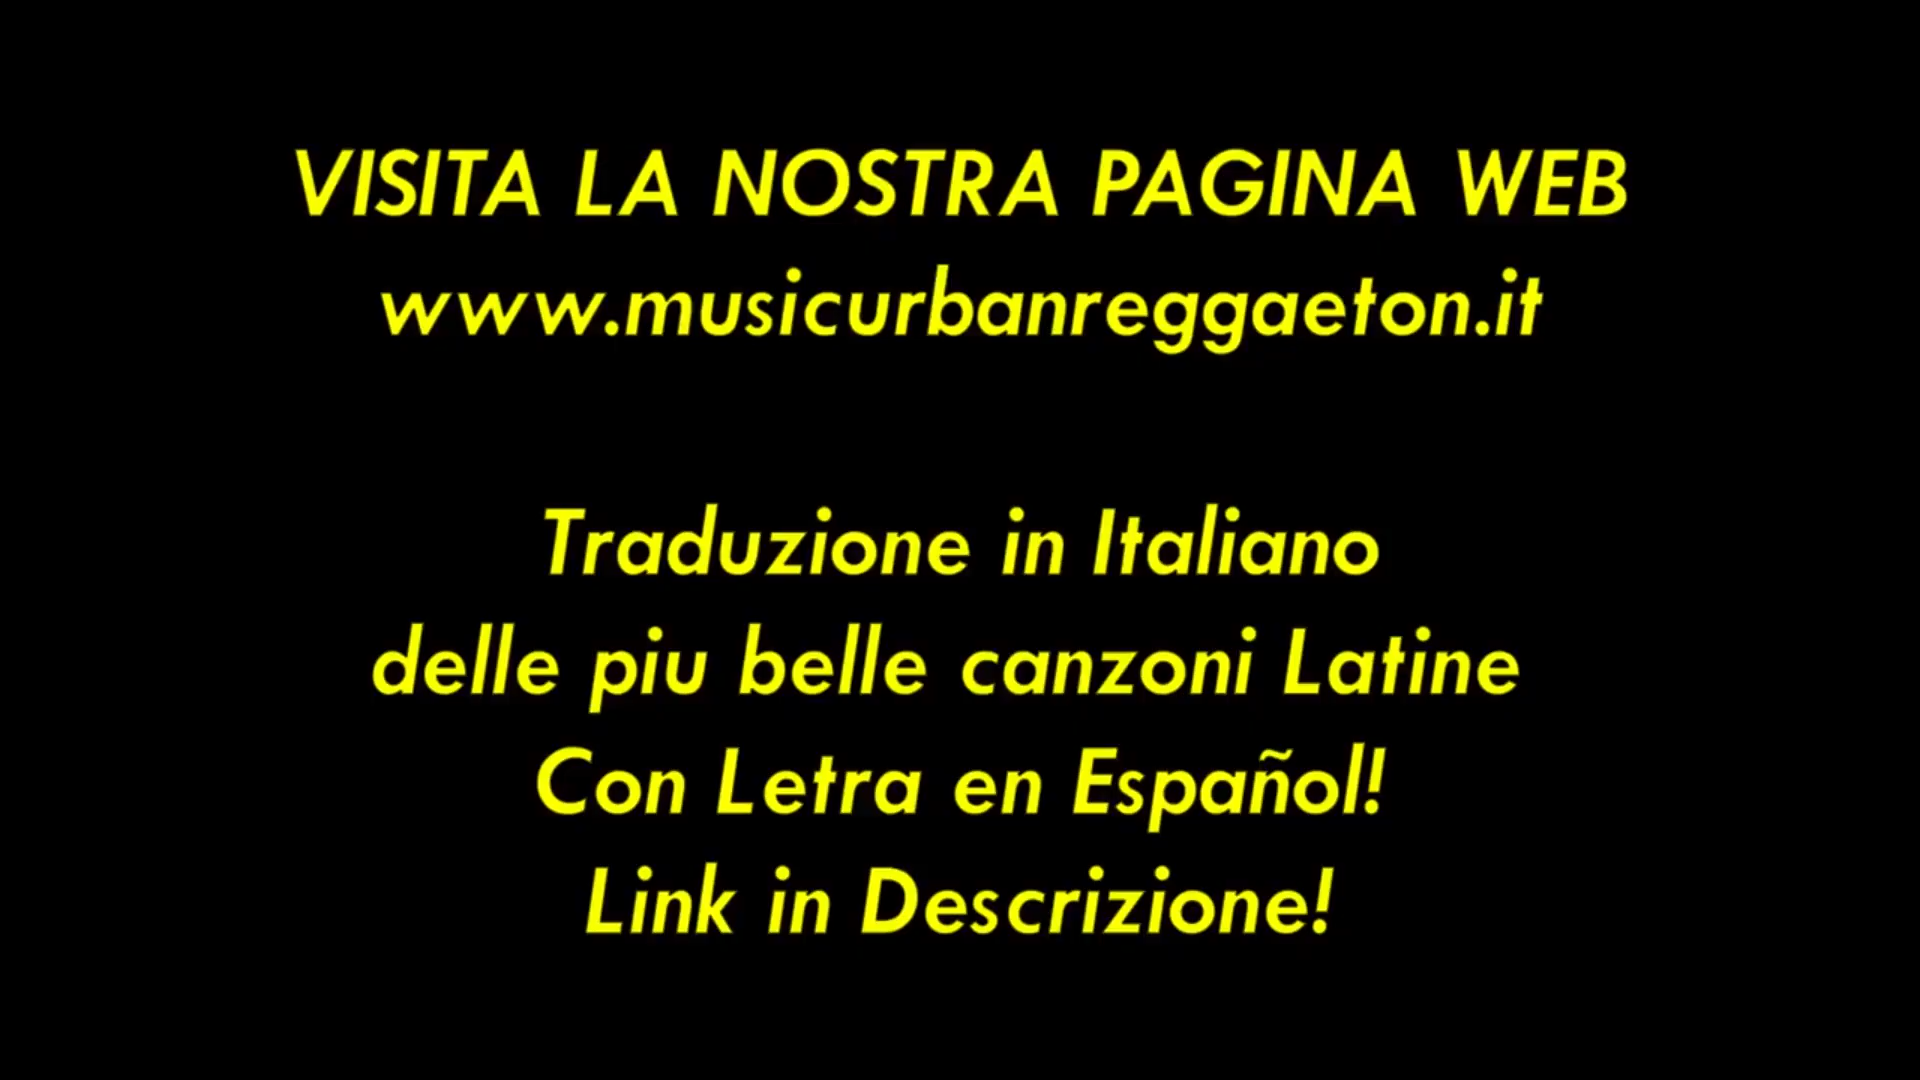 VISITA LA NOSTRA PAGINA WEB
www.musicurbanreggaeton.it
Traduzione in Italiano
delle piu belle canzoni Latine
Con Letra en Español!
Link in Descrizione!